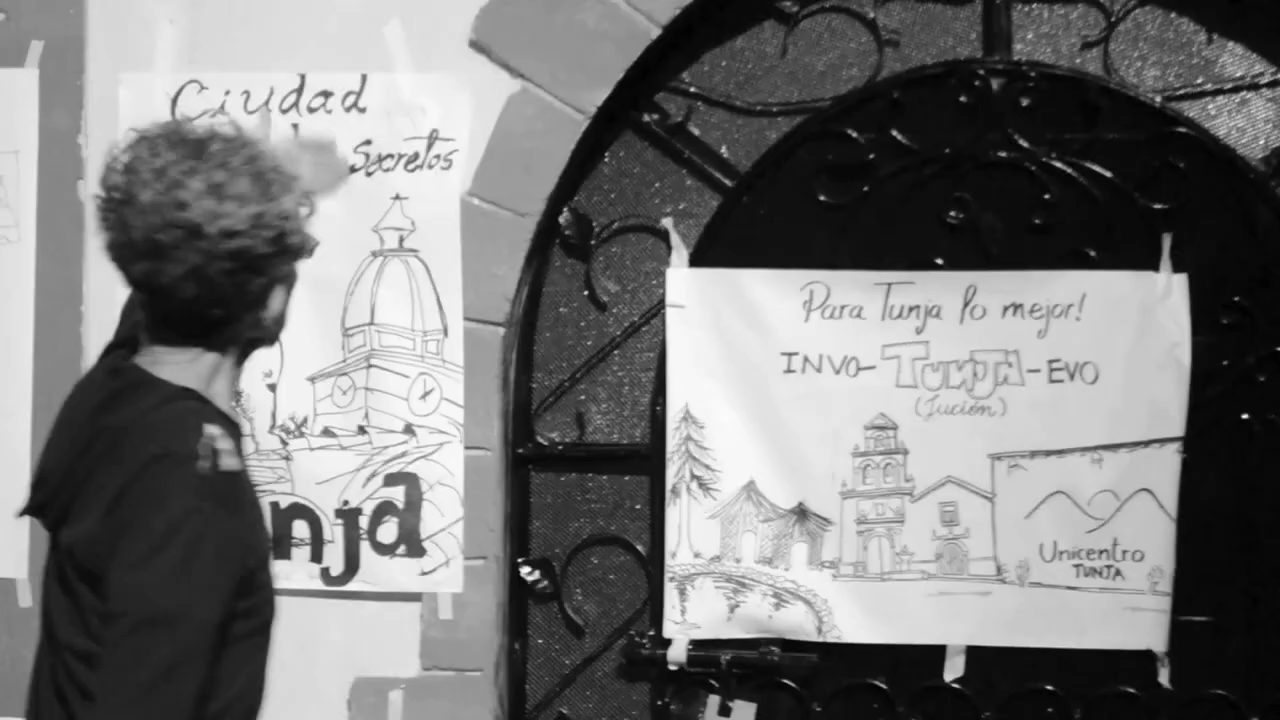 Ciudad
Secretos
nja
Para Tunja lo mejor!
INVO-TUNJA-EVO
(lución)
Unicentro
TUNJA